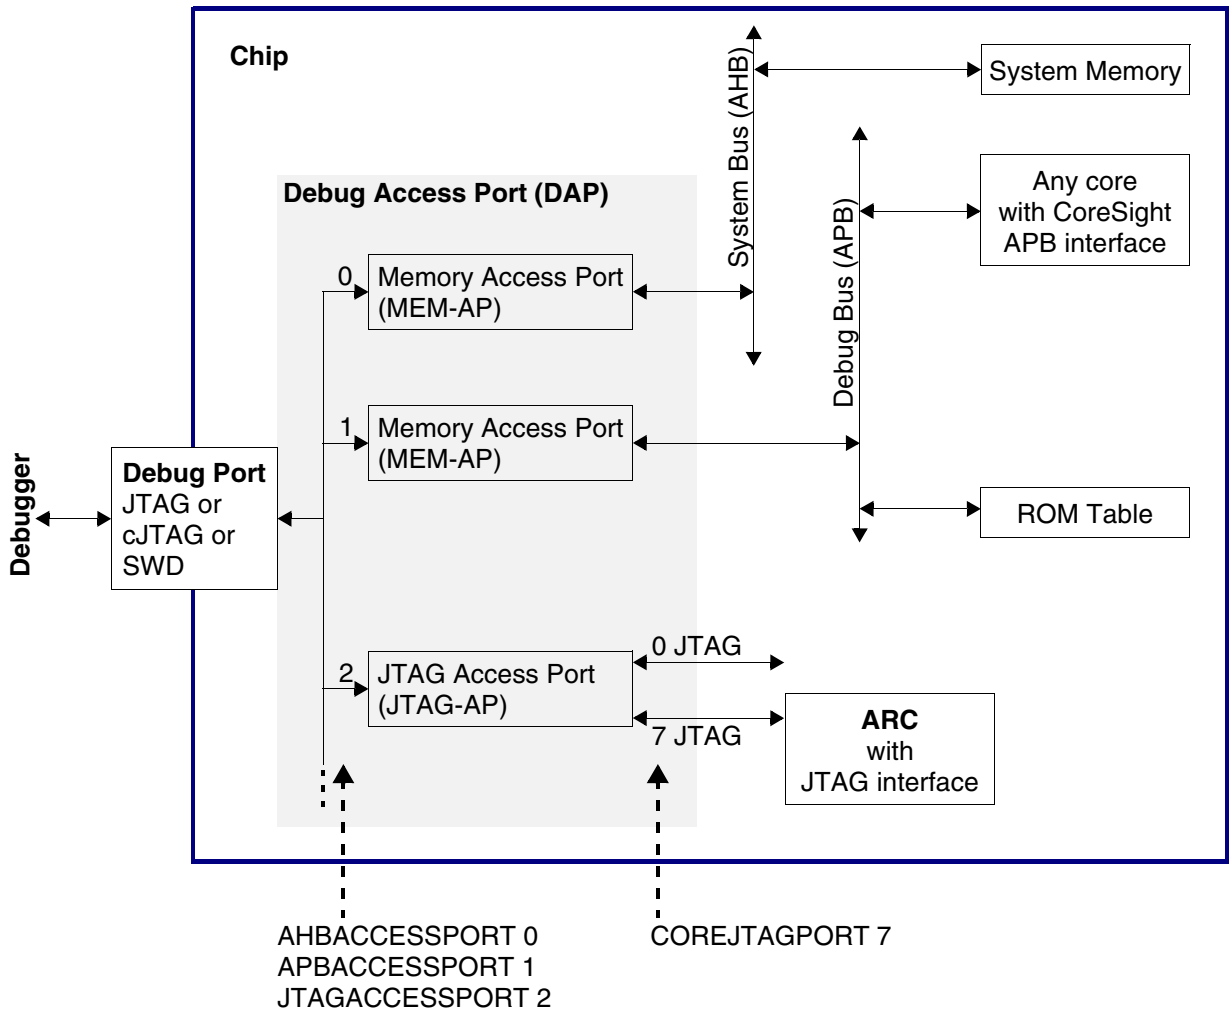 Chip
System Bus (AHB)
System Memory
Debug Bus (APB)
Any core
with CoreSight
APB interface
Debug Access Port (DAP)
0
Memory Access Port
(MEM-AP)
1
Memory Access Port
(MEM-AP)
Debugger
Debug Port
JTAG or
cJTAG or
SWD
ROM Table
2
JTAG Access Port
(JTAG-AP)
0 JTAG
7 JTAG
ARC
with
JTAG interface
AHBACCESSPORT 0
APBACCESSPORT 1
JTAGACCESSPORT 2
COREJTAGPORT 7